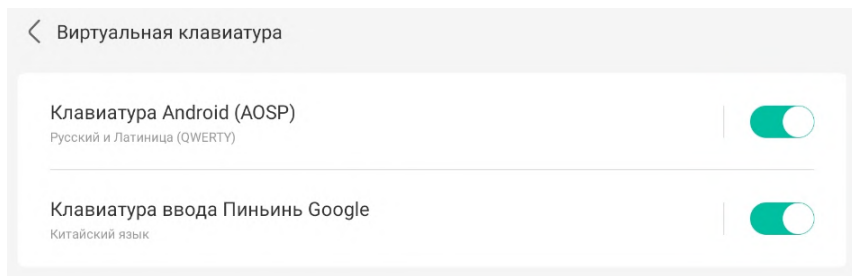 Виртуальная клавиатура
Клавиатура Android (AOSP)
Русский и Латиница (QWERTY)
Клавиатура ввода Пиньинь Google
Китайский язык